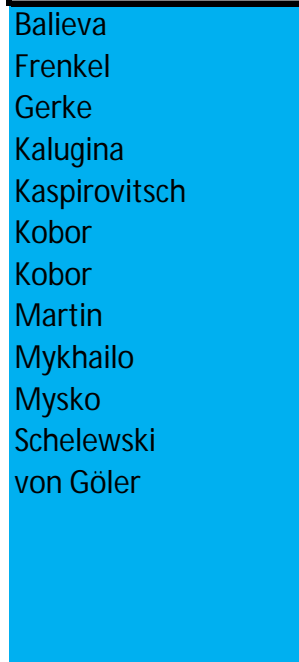 Balieva
Frenkel
Gerke
Kalugina
Kaspirovitsch
Kobor
Kobor
Martin
Mykhailo
Mysko
Schelewski
von Göler